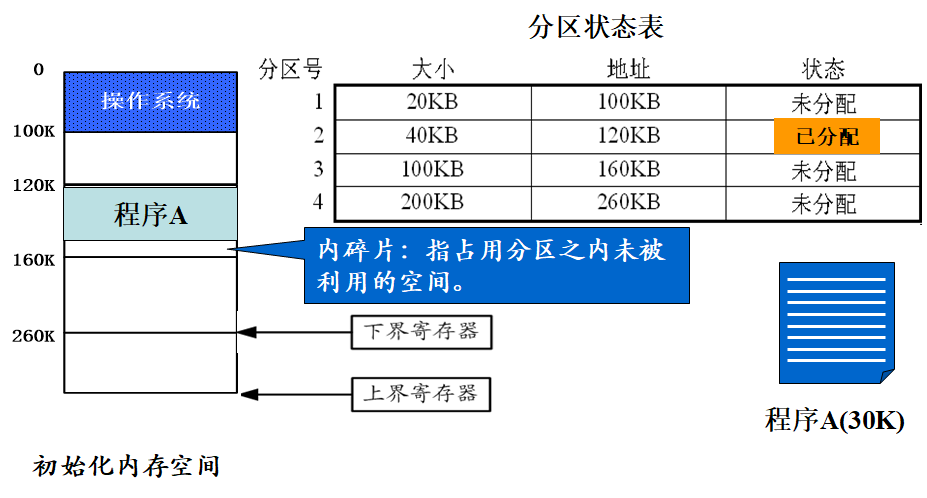 分区状态表
分区号 大小 地址 状态
1 20KB 100KB 未分配
2 40KB 120KB 已分配
3 100KB 160KB 未分配
4 200KB 260KB 未分配
0
操作系统
100K
120K
程序A
160K
内碎片：指占用分区之内未被
利用的空间。
260K
下界寄存器
上界寄存器
程序A(30K)
初始化内存空间